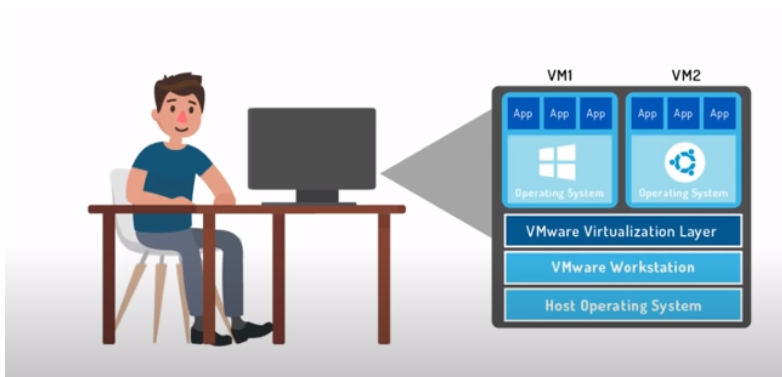 VM1 VM2
App App App App App App
Operating System Operating System
VMware Virtualization Layer
VMware Workstation
Host Operating System